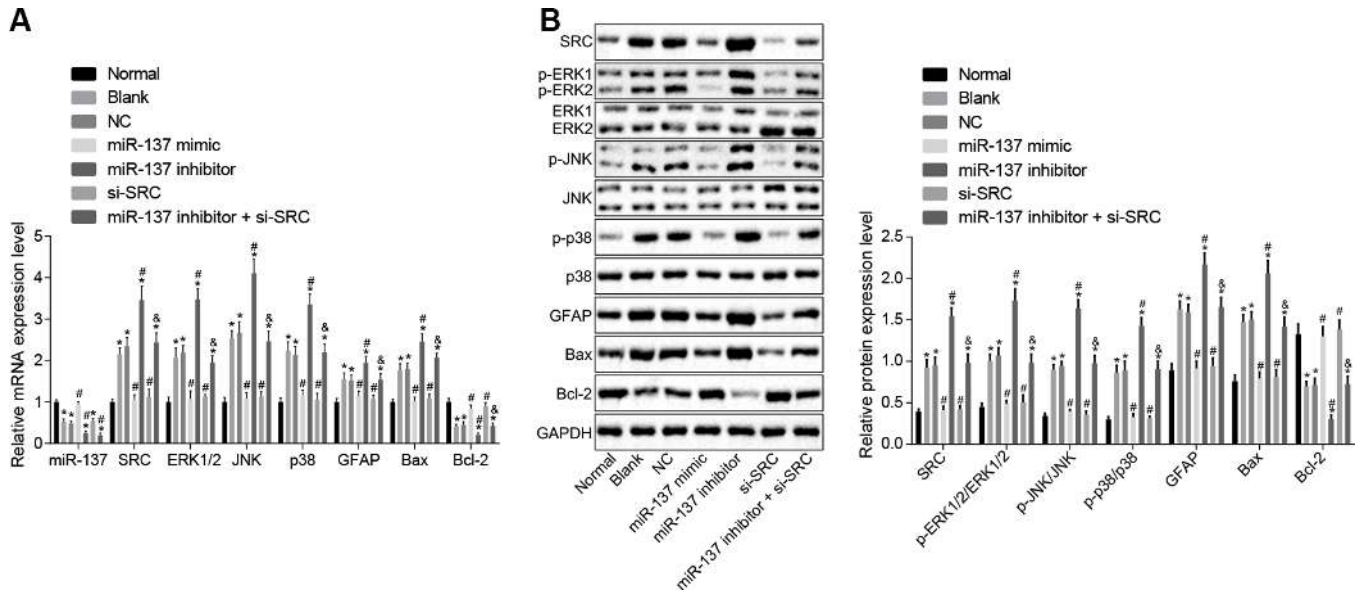 A
Normal
Blank
NC
miR-137 mimic
miR-137 inhibitor
si-SRC
miR-137 inhibitor + si-SRC
Relative mRNA expression level
5
4
3
2
1
0
miR-137 SRC ERK1/2 JNK p38 GFAP Bax Bcl-2
B
SRC
p-ERK1
p-ERK2
ERK1
ERK2
p-JNK
JNK
p-p38
p38
GFAP
Bax
Bcl-2
GAPDH
Normal
Blank
NC
miR-137 mimic
miR-137 inhibitor
si-SRC
miR-137 inhibitor + si-SRC
Normal
Blank
NC
miR-137 mimic
miR-137 inhibitor
si-SRC
miR-137 inhibitor + si-SRC
Relative protein expression level
2.5
2.0
1.5
1.0
0.5
0.0
SRC
p-ERK1/2/ERK1/2
p-JNK/JNK
p-p38/p38
GFAP
Bax
Bcl-2